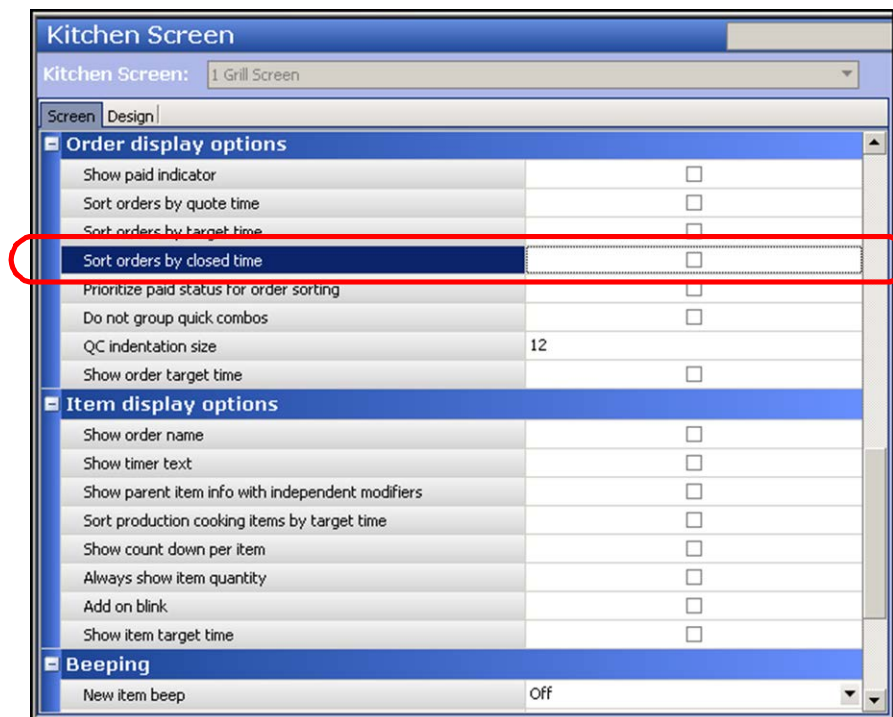 Kitchen Screen
Kitchen Screen: 1 Grill Screen
Screen Design
Order display options
Show paid indicator
Sort orders by quote time
Sort orders by target time
Sort orders by closed time
Prioritize paid status for order sorting
Do not group quick combos
QC indentation size 12
Show order target time
Item display options
Show order name
Show timer text
Show parent item info with independent modifiers
Sort production cooking items by target time
Show count down per item
Always show item quantity
Add on blink
Show item target time
Beeping
New item beep Off